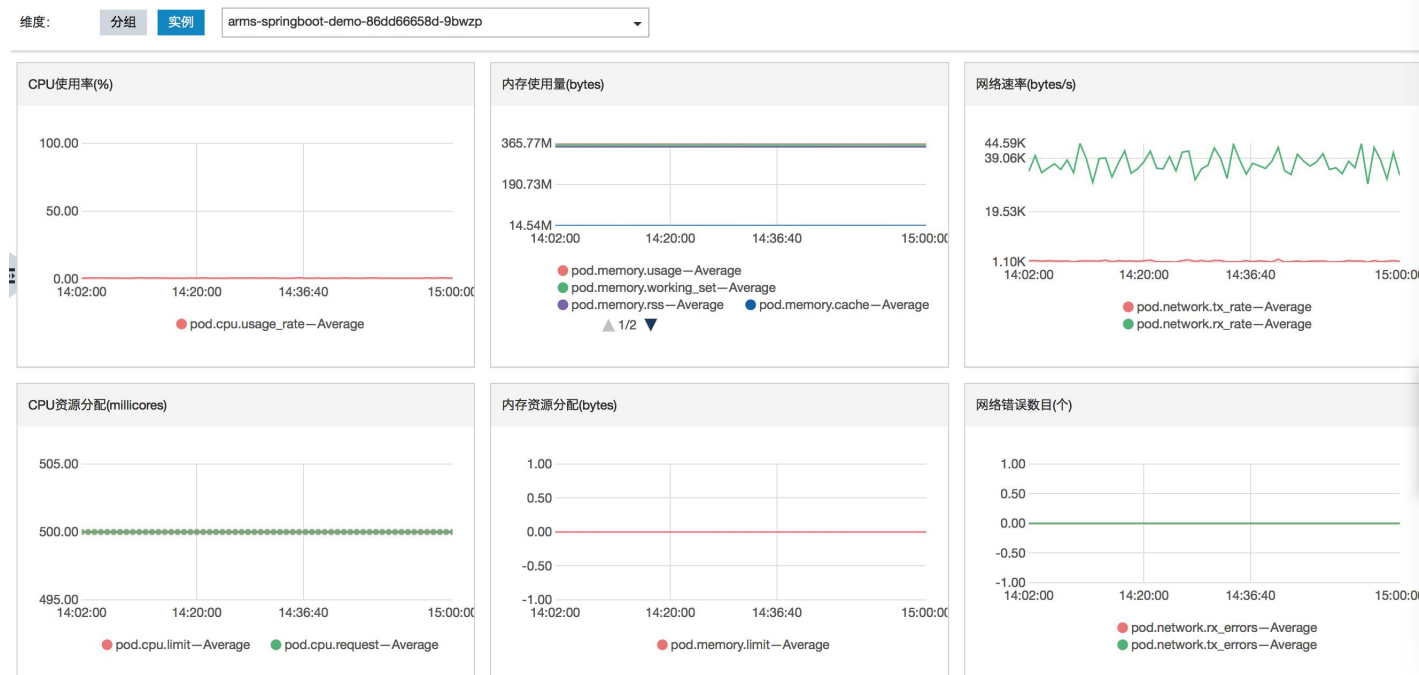 维度: 分组 实例 arms-springboot-demo-86dd66658d-9bwzp
CPU使用率(%)
100.00
50.00
0.00
14:02:00 14:20:00 14:36:40 15:00:00
pod.cpu.usage_rate—Average
内存使用量(bytes)
365.77M
190.73M
14.54M
14:02:00 14:20:00 14:36:40 15:00:00
pod.memory.usage—Average
pod.memory.working_set—Average
pod.memory.rss—Average pod.memory.cache—Average
1/2
网络速率(bytes/s)
44.59K
39.06K
19.53K
1.10K
14:02:00 14:20:00 14:36:40 15:00:0
pod.network.tx_rate—Average
pod.network.rx_rate—Average
CPU资源分配(millicores)
505.00
500.00
495.00
14:02:00 14:20:00 14:36:40 15:00:00
pod.cpu.limit—Average pod.cpu.request—Average
内存资源分配(bytes)
1.00
0.50
0.00
-0.50
-1.00
14:02:00 14:20:00 14:36:40 15:00:00
pod.memory.limit—Average
网络错误数目(个)
1.00
0.50
0.00
-0.50
-1.00
14:02:00 14:20:00 14:36:40 15:00:0
pod.network.rx_errors—Average
pod.network.tx_errors—Average